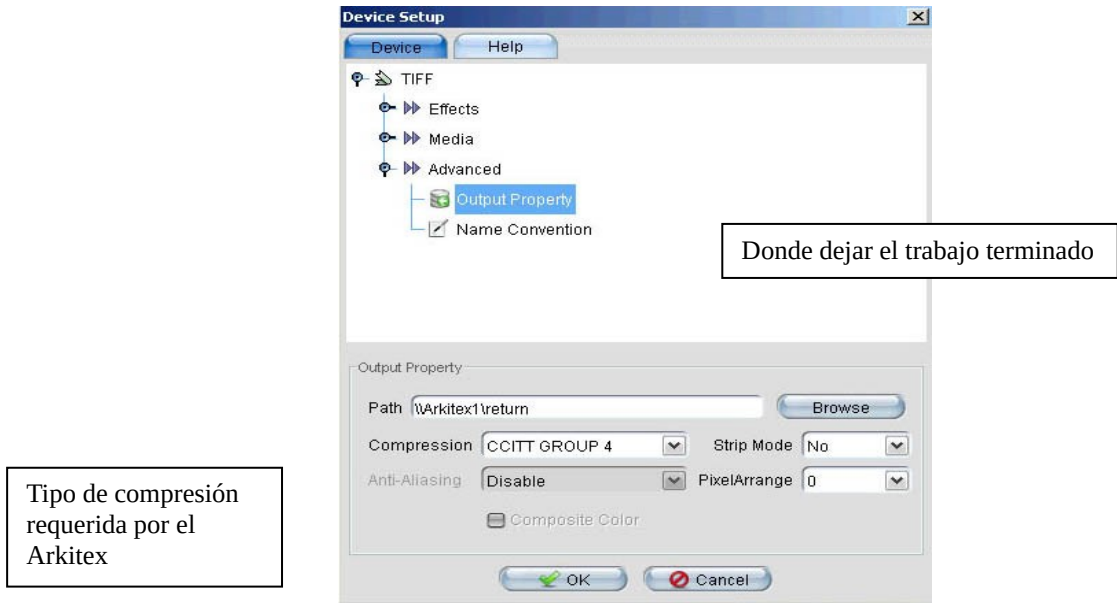 Device Setup
Device Help
TIFF
Effects
Media
Advanced
Output Property
Name Convention
Donde dejar el trabajo terminado
Output Property
Path \\Arkitex1\return Browse
Compression CCITT GROUP 4 Strip Mode No
Anti-Aliasing Disable PixelArrange 0
Composite Color
Tipo de compresión
requerida por el
Arkitex
OK Cancel